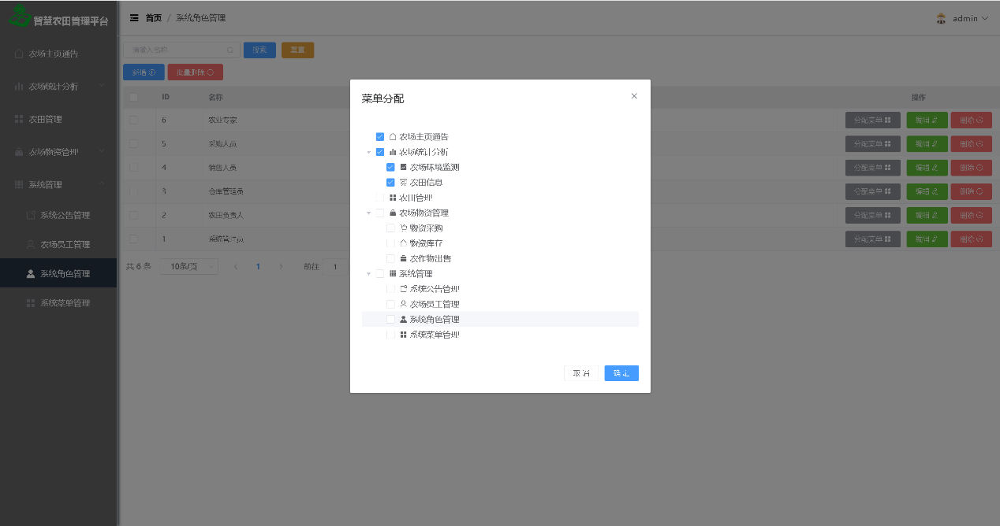 智慧农田管理平台
首页 / 系统角色管理
admin
农场主页通告
农场统计分析
农田管理
农场物资管理
系统管理
系统公告管理
农场员工管理
系统角色管理
系统菜单管理
请输入名称
搜索
重置
新增
批量删除
ID 名称 操作
6 农业专家 分配菜单 编辑 删除
5 采购人员 分配菜单 编辑 删除
4 销售人员 分配菜单 编辑 删除
3 仓库管理员 分配菜单 编辑 删除
2 农田负责人 分配菜单 编辑 删除
1 系统管理员 分配菜单 编辑 删除
共 6 条 10条/页 1 前往 1
菜单分配
农场主页通告
农场统计分析
农场环境监测
农田信息
农田管理
农场物资管理
物资采购
物资库存
农作物出售
系统管理
系统公告管理
农场员工管理
系统角色管理
系统菜单管理
取 消
确 定